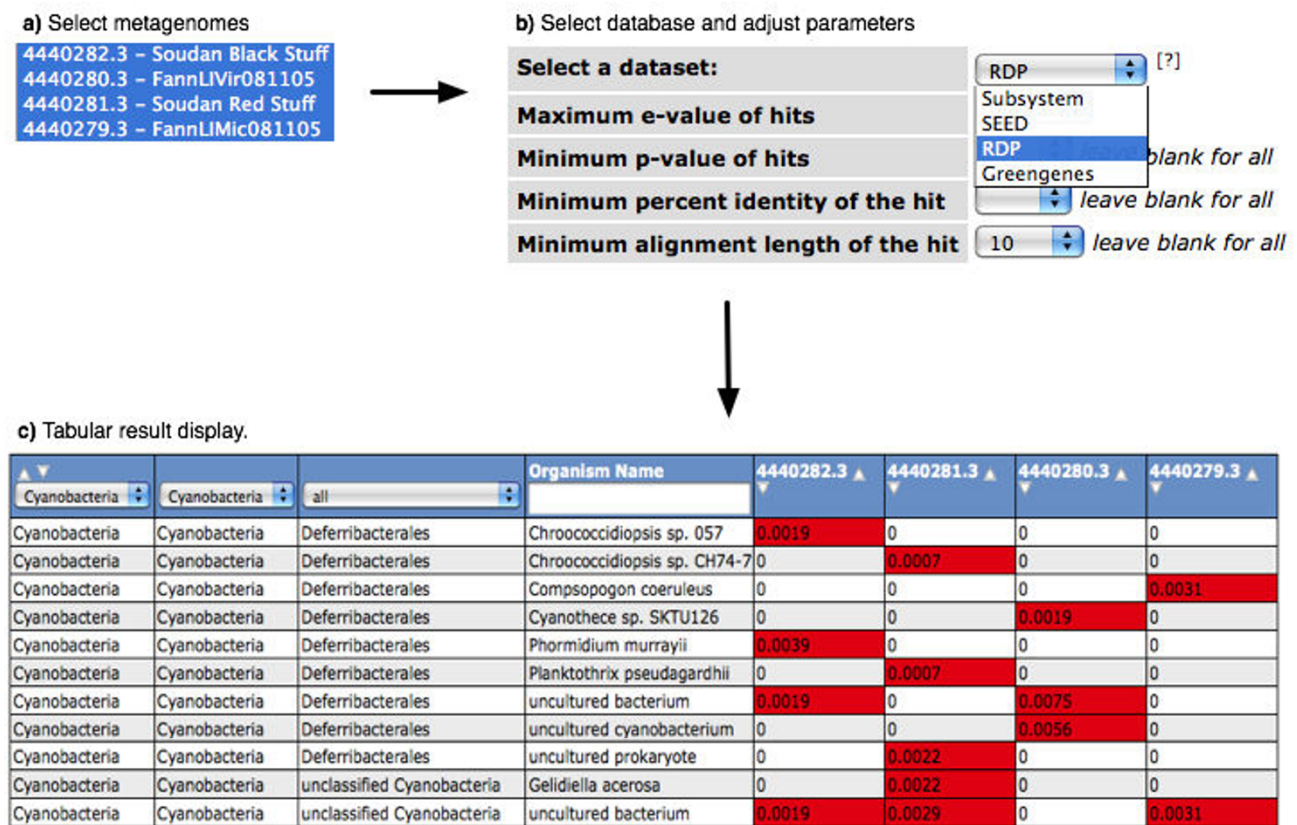 a) Select metagenomes
4440282.3 – Soudan Black Stuff
4440280.3 – FannLIVir081105
4440281.3 – Soudan Red Stuff
4440279.3 – FannLIMic081105
b) Select database and adjust parameters
Select a dataset: RDP [?]
Subsystem
SEED
RDP
Greengenes
Maximum e-value of hits
Minimum p-value of hits leave blank for all
Minimum percent identity of the hit leave blank for all
Minimum alignment length of the hit 10 leave blank for all
c) Tabular result display.
Organism Name 4440282.3 4440281.3 4440280.3 4440279.3
Cyanobacteria Cyanobacteria all
Cyanobacteria Cyanobacteria Deferribacterales Chroococcidiopsis sp. 057 0.0019 0 0 0
Cyanobacteria Cyanobacteria Deferribacterales Chroococcidiopsis sp. CH74-7 0 0.0007 0 0
Cyanobacteria Cyanobacteria Deferribacterales Compsopogon coeruleus 0 0 0 0.0031
Cyanobacteria Cyanobacteria Deferribacterales Cyanothece sp. SKTU126 0 0 0.0019 0
Cyanobacteria Cyanobacteria Deferribacterales Phormidium murrayii 0.0039 0 0 0
Cyanobacteria Cyanobacteria Deferribacterales Planktothrix pseudagardhii 0 0.0007 0 0
Cyanobacteria Cyanobacteria Deferribacterales uncultured bacterium 0.0019 0 0.0075 0
Cyanobacteria Cyanobacteria Deferribacterales uncultured cyanobacterium 0 0 0.0056 0
Cyanobacteria Cyanobacteria Deferribacterales uncultured prokaryote 0 0.0022 0 0
Cyanobacteria Cyanobacteria unclassified Cyanobacteria Gelidiella acerosa 0 0.0022 0 0
Cyanobacteria Cyanobacteria unclassified Cyanobacteria uncultured bacterium 0.0019 0.0029 0 0.0031